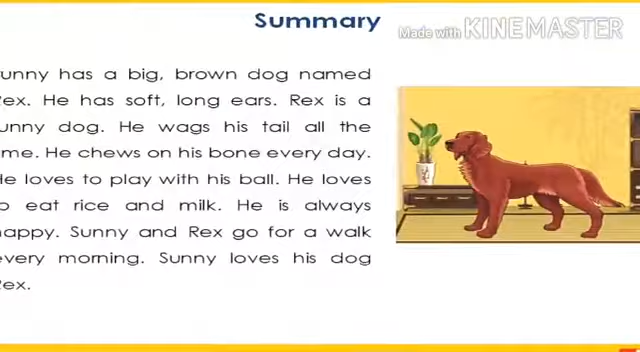 Summary
Made with KINEMASTER
unny has a big, brown dog named
ex. He has soft, long ears. Rex is a
unny dog. He wags his tail all the
me. He chews on his bone every day.
He loves to play with his ball. He loves
o eat rice and milk. He is always
happy. Sunny and Rex go for a walk
every morning. Sunny loves his dog
ex.